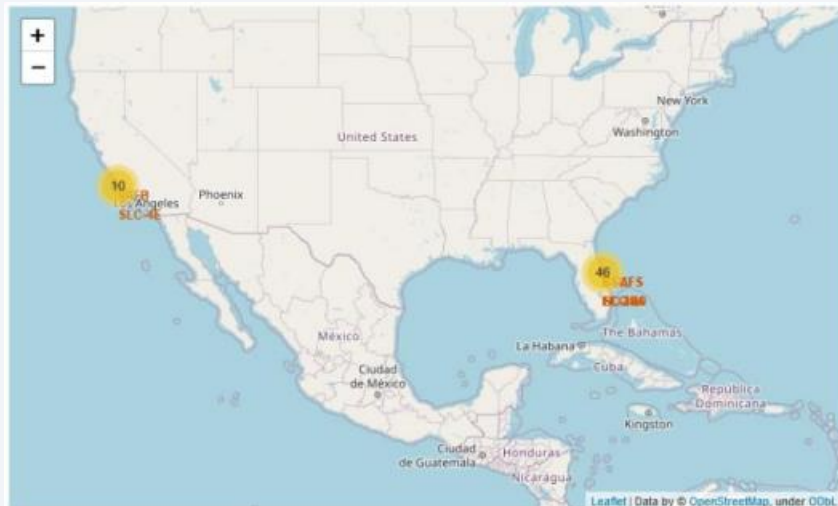 +
−
United States
New York
Washington
10
Los Angeles
Phoenix
SLC-4E
46
AFS
The Bahamas
México
La Habana
Cuba
Ciudad
de México
República
Dominicana
Kingston
Ciudad
de Guatemala
Honduras
Nicaragua
Leaflet | Data by © OpenStreetMap, under ODbL